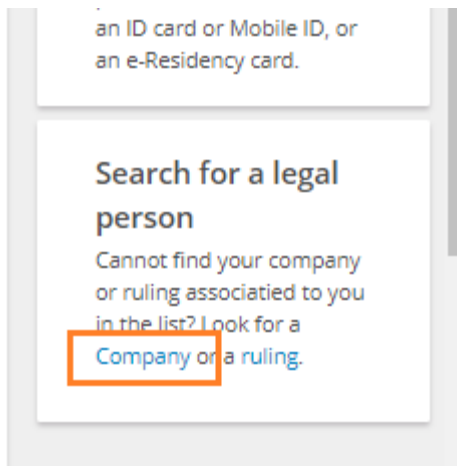 an ID card or Mobile ID, or
an e-Residency card.
Search for a legal
person
Cannot find your company
or ruling associatied to you
in the list? Look for a
Company or a ruling.